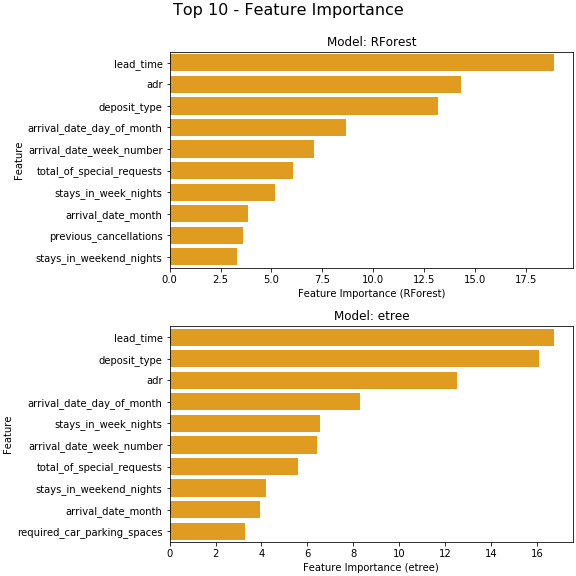 Top 10 - Feature Importance
Model: RForest
Feature
lead_time
adr
deposit_type
arrival_date_day_of_month
arrival_date_week_number
total_of_special_requests
stays_in_week_nights
arrival_date_month
previous_cancellations
stays_in_weekend_nights
0.0 2.5 5.0 7.5 10.0 12.5 15.0 17.5
Feature Importance (RForest)
Model: etree
Feature
lead_time
deposit_type
adr
arrival_date_day_of_month
stays_in_week_nights
arrival_date_week_number
total_of_special_requests
stays_in_weekend_nights
arrival_date_month
required_car_parking_spaces
0 2 4 6 8 10 12 14 16
Feature Importance (etree)